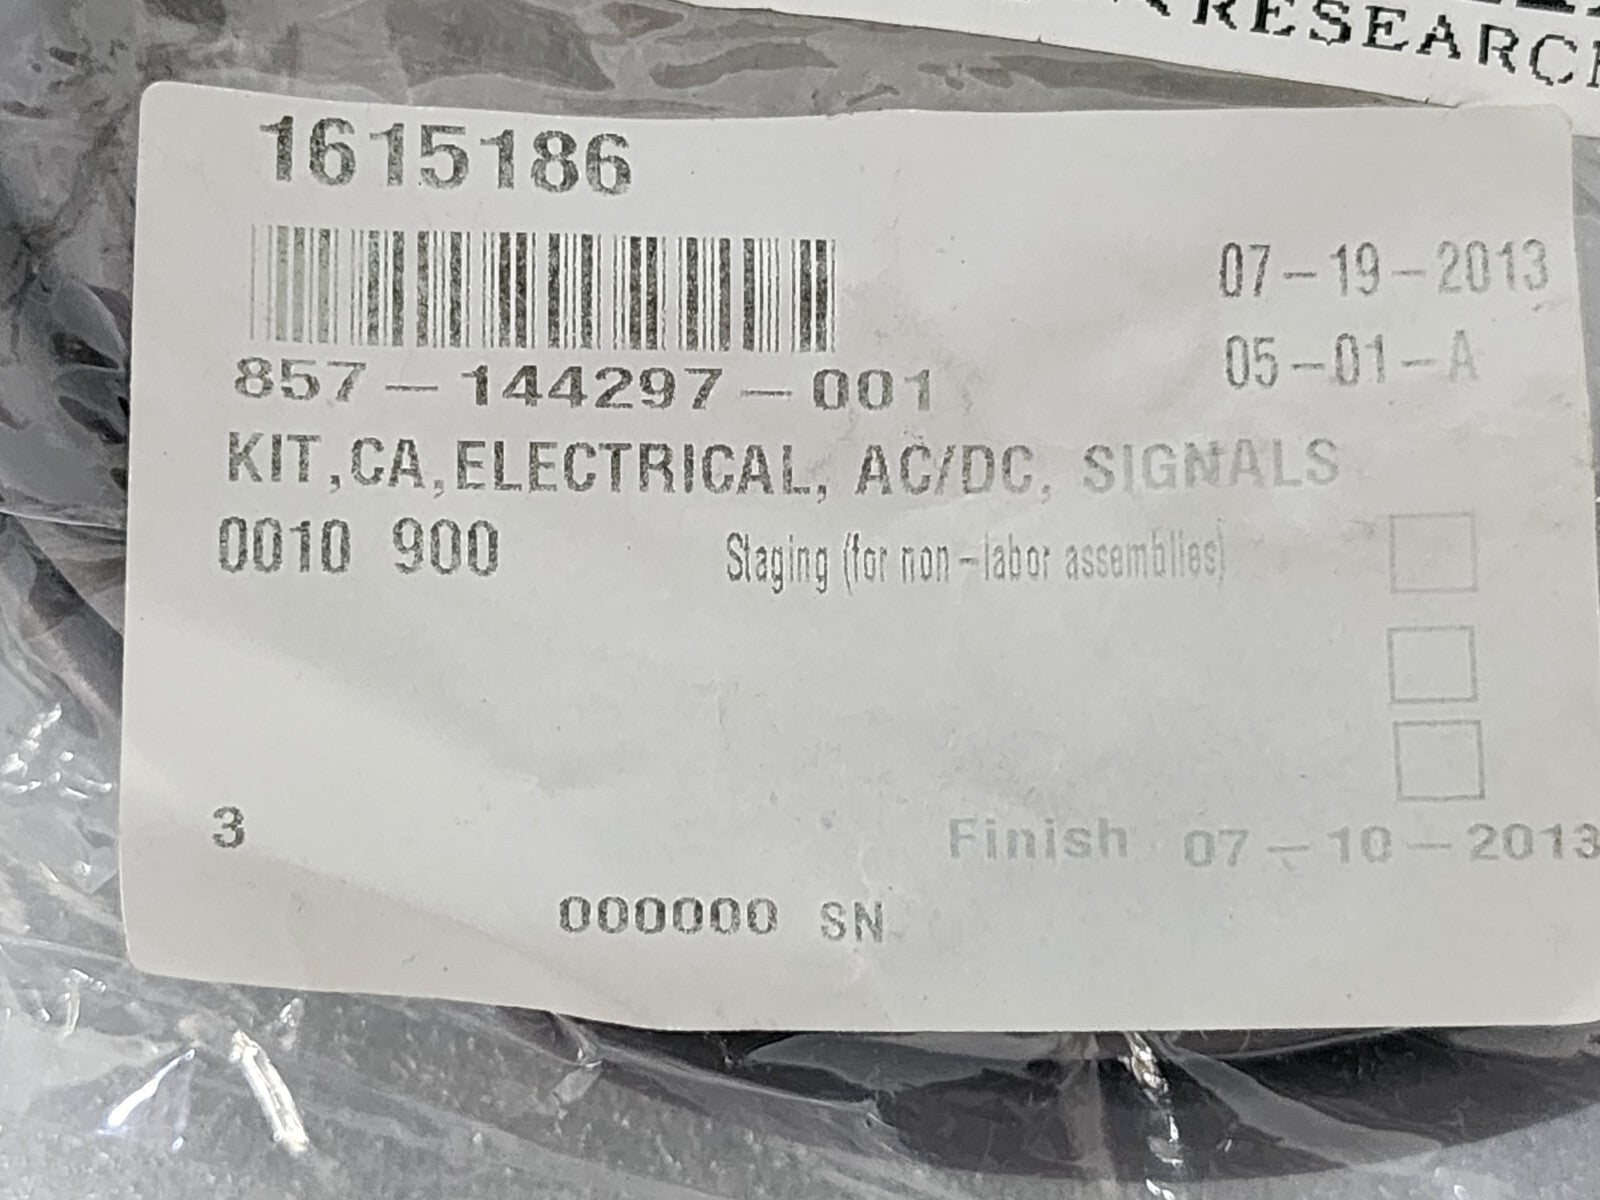 RESEARCH
1615186
07-19-2013
857-144297-001
05-01-A
KIT,CA,ELECTRICAL, AC/DC, SIGNALS
0010 900 Staging (for non-labor assemblies)
3
Finish 07-10-2013
000000 SN